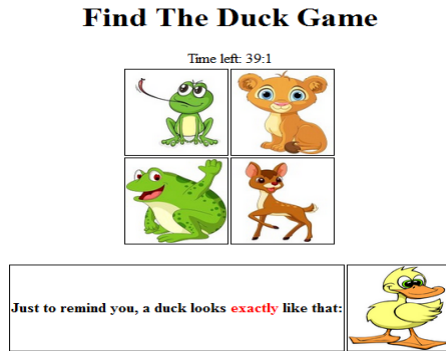 Find The Duck Game
Time left: 39:1
Just to remind you, a duck looks exactly like that: